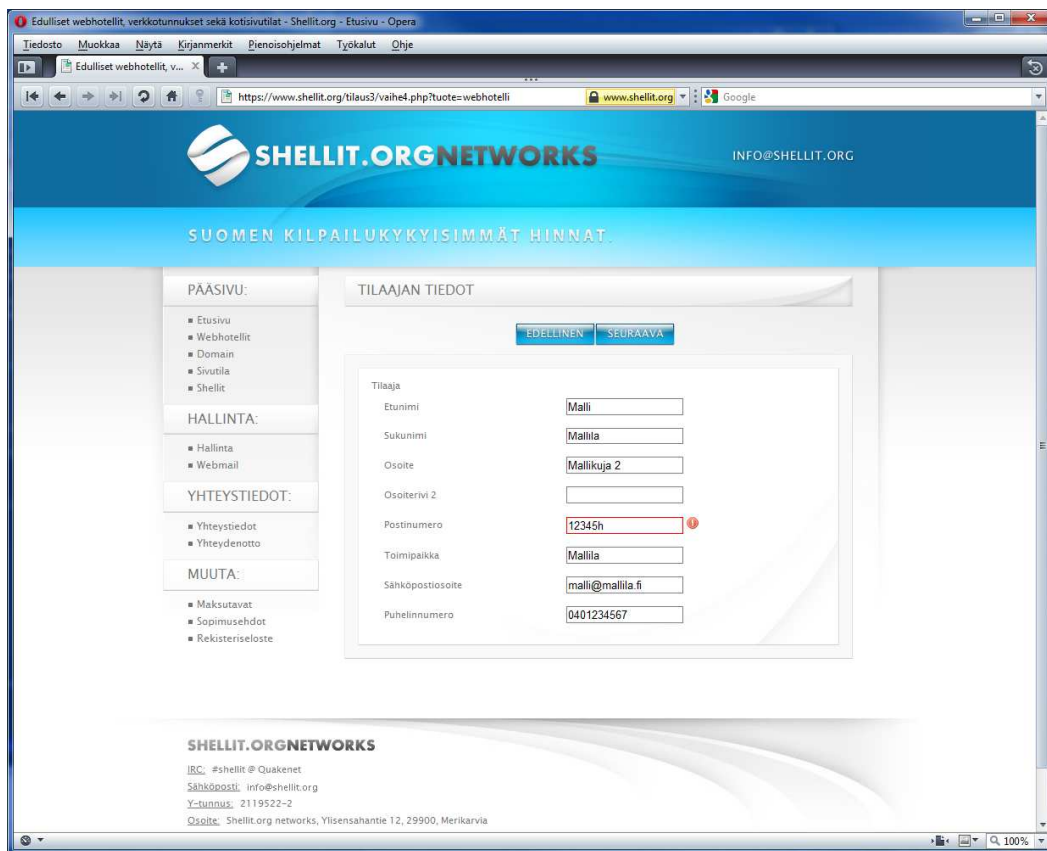 Edulliset webhotellit, verkkotunnukset sekä kotisivutilat - Shellit.org - Etusivu - Opera
Tiedosto Muokkaa Näytä Kirjanmerkit Pienoisohjelmat Työkalut Ohje
Edulliset webhotellit, v...
https://www.shellit.org/tilaus3/vaihe4.php?tuote=webhotelli www.shellit.org Google
SHELLIT.ORGNETWORKS
INFO@SHELLIT.ORG
SUOMEN KILPAILUKYKYISIMMÄT HINNAT.
PÄÄSIVU:
Etusivu
Webhotellit
Domain
Sivutila
Shellit
HALLINTA:
Hallinta
Webmail
YHTEYSTIEDOT:
Yhteystiedot
Yhteydenotto
MUUTA:
Maksutavat
Sopimusehdot
Rekisteriseloste
TILAAJAN TIEDOT
EDELLINEN SEURAAVA
Tilaaja
Etunimi Malli
Sukunimi Mallila
Osoite Mallikuja 2
Osoiterivi 2
Postinumero 12345h
Toimipaikka Mallila
Sähköpostiosoite malli@mallila.fi
Puhelinnumero 0401234567
SHELLIT.ORGNETWORKS
IRC: #shellit @ Quakenet
Sähköposti: info@shellit.org
Y-tunnus: 2119522-2
Osoite: Shellit.org networks, Ylisensahantie 12, 29900, Merikarvia
100%